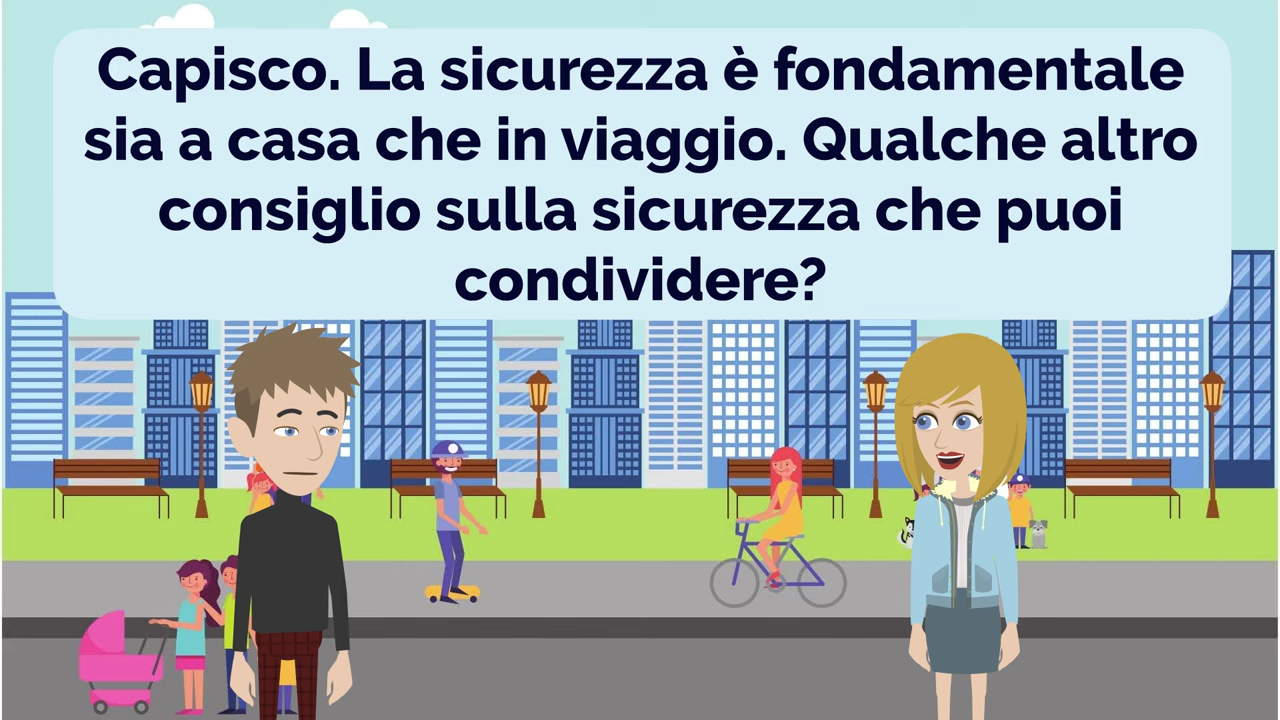 Capisco. La sicurezza è fondamentale
sia a casa che in viaggio. Qualche altro
consiglio sulla sicurezza che puoi
condividere?